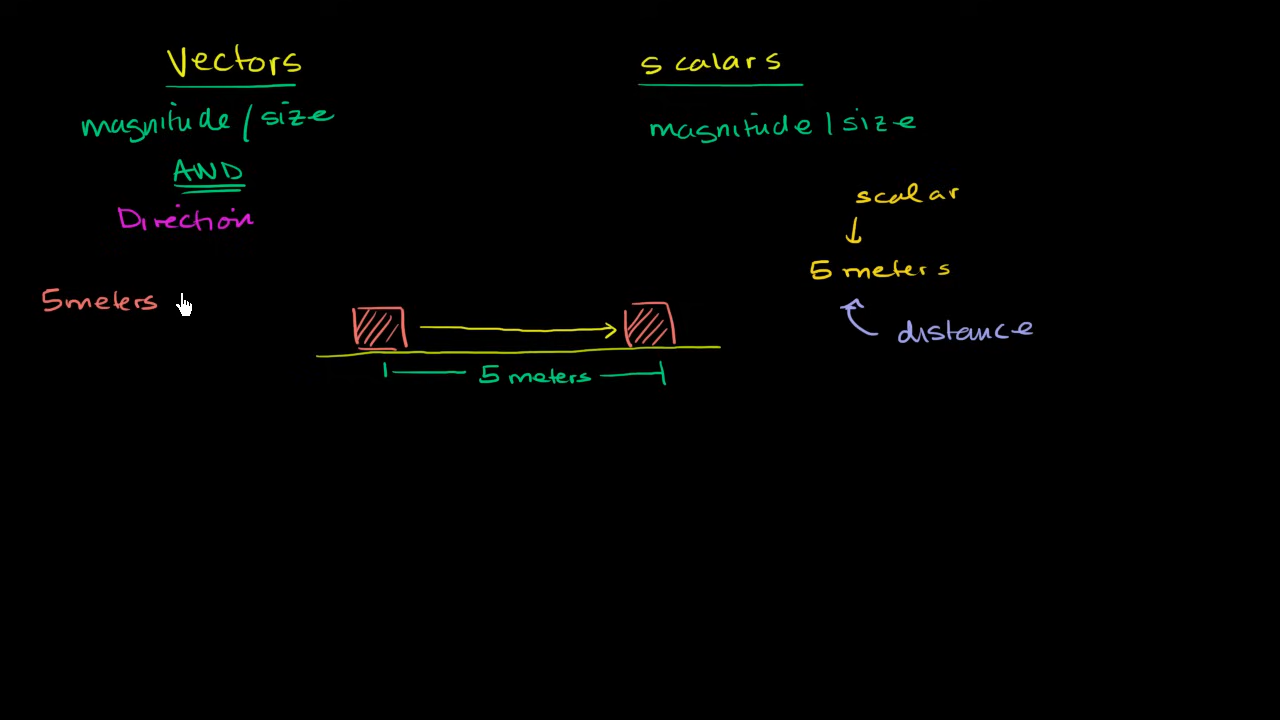 Vectors
magnitude / size
AND
Direction
5meters
scalars
magnitude / size
scalar
5 meters
distance
5 meters